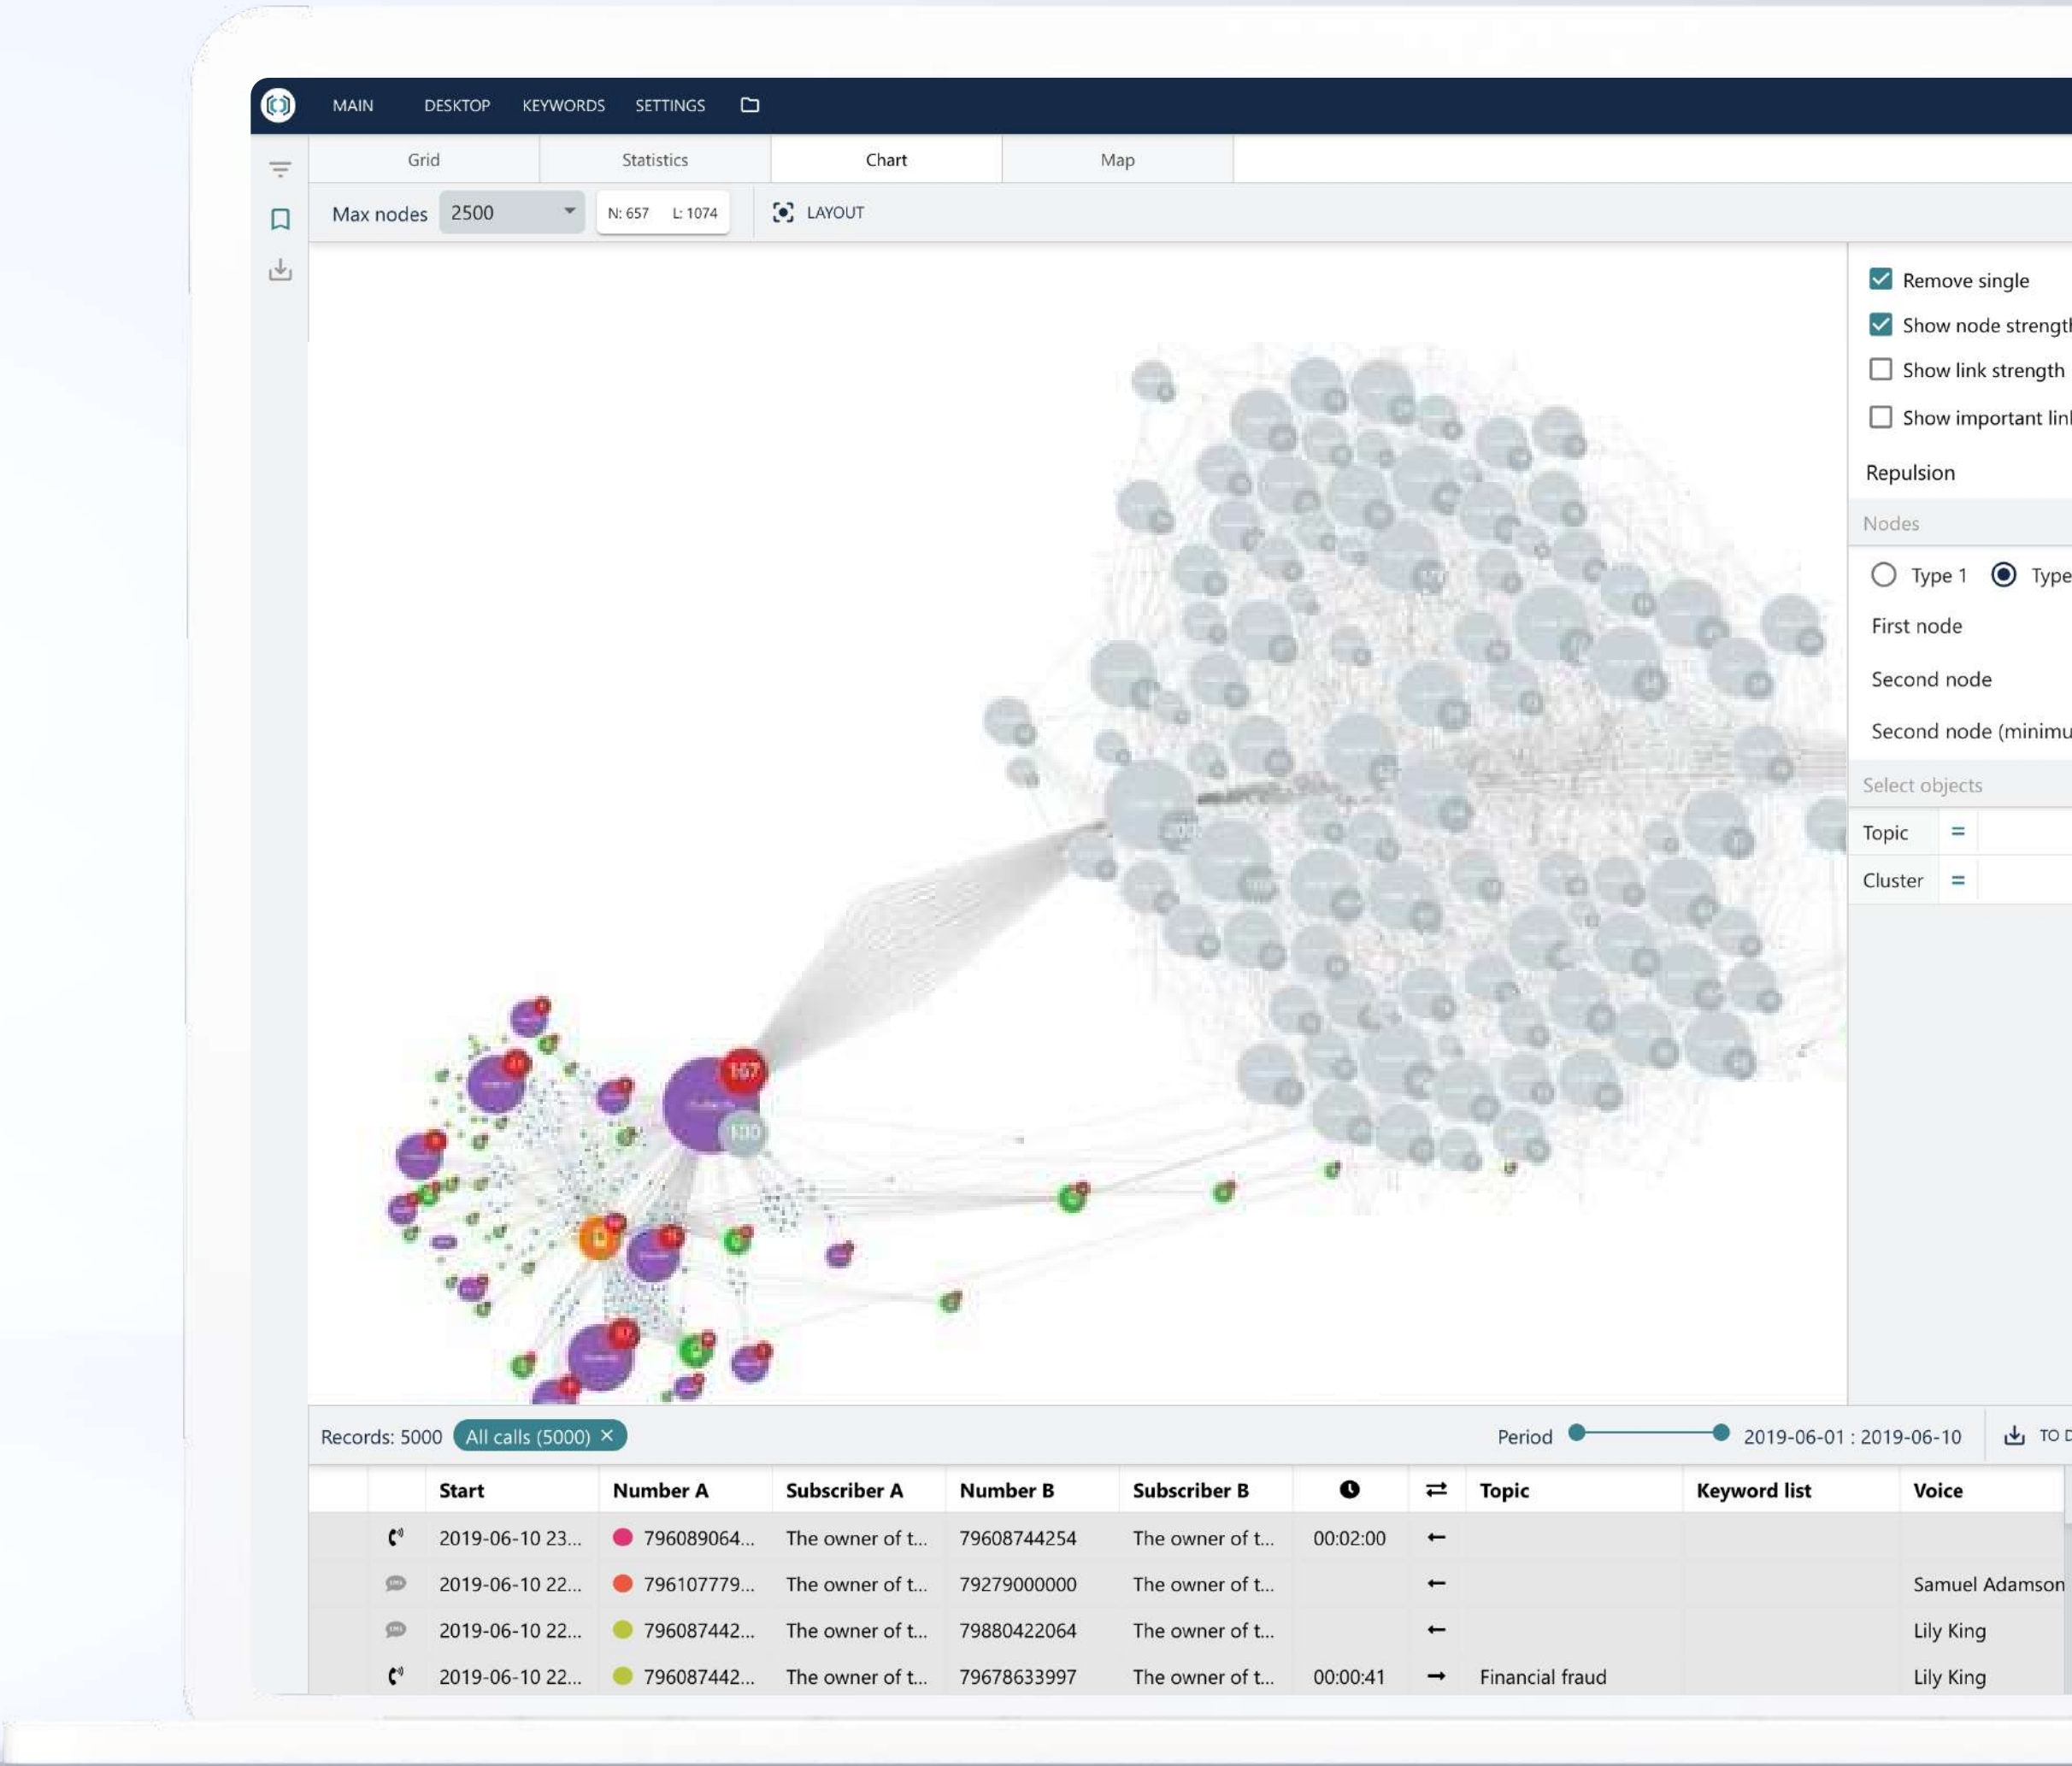 MAIN DESKTOP KEYWORDS SETTINGS
Grid Statistics Chart Map
Max nodes 2500 N: 657 L: 1074 LAYOUT
Remove single
Show node strength
Show link strength
Show important lin
Repulsion
Nodes
Type 1 Type
First node
Second node
Second node (minimu
Select objects
Topic =
Cluster =
167
100
Records: 5000 All calls (5000) × Period 2019-06-01 : 2019-06-10 TO D
Start Number A Subscriber A Number B Subscriber B Topic Keyword list Voice
2019-06-10 23... 796089064... The owner of t... 79608744254 The owner of t... 00:02:00 ←
2019-06-10 22... 796107779... The owner of t... 79279000000 The owner of t... ← Samuel Adamson
2019-06-10 22... 796087442... The owner of t... 79880422064 The owner of t... ← Lily King
2019-06-10 22... 796087442... The owner of t... 79678633997 The owner of t... 00:00:41 → Financial fraud Lily King